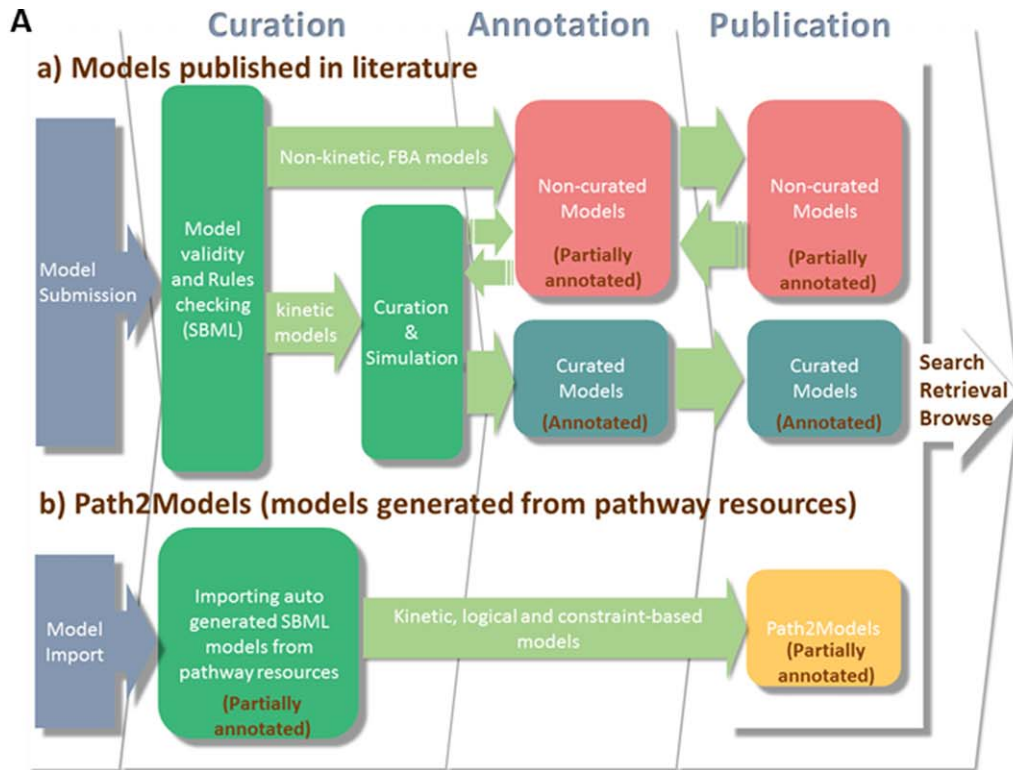 A
Curation
Annotation
Publication
a) Models published in literature
Model
Submission
Model
validity
and Rules
checking
(SBML)
Non-kinetic, FBA models
kinetic
models
Curation
&
Simulation
Non-curated
Models
(Partially
annotated)
Non-curated
Models
(Partially
annotated)
Curated
Models
(Annotated)
Curated
Models
(Annotated)
Search
Retrieval
Browse
b) Path2Models (models generated from pathway resources)
Model
Import
Importing auto
generated SBML
models from
pathway resources
(Partially
annotated)
Kinetic, logical and constraint-based
models
Path2Models
(Partially
annotated)